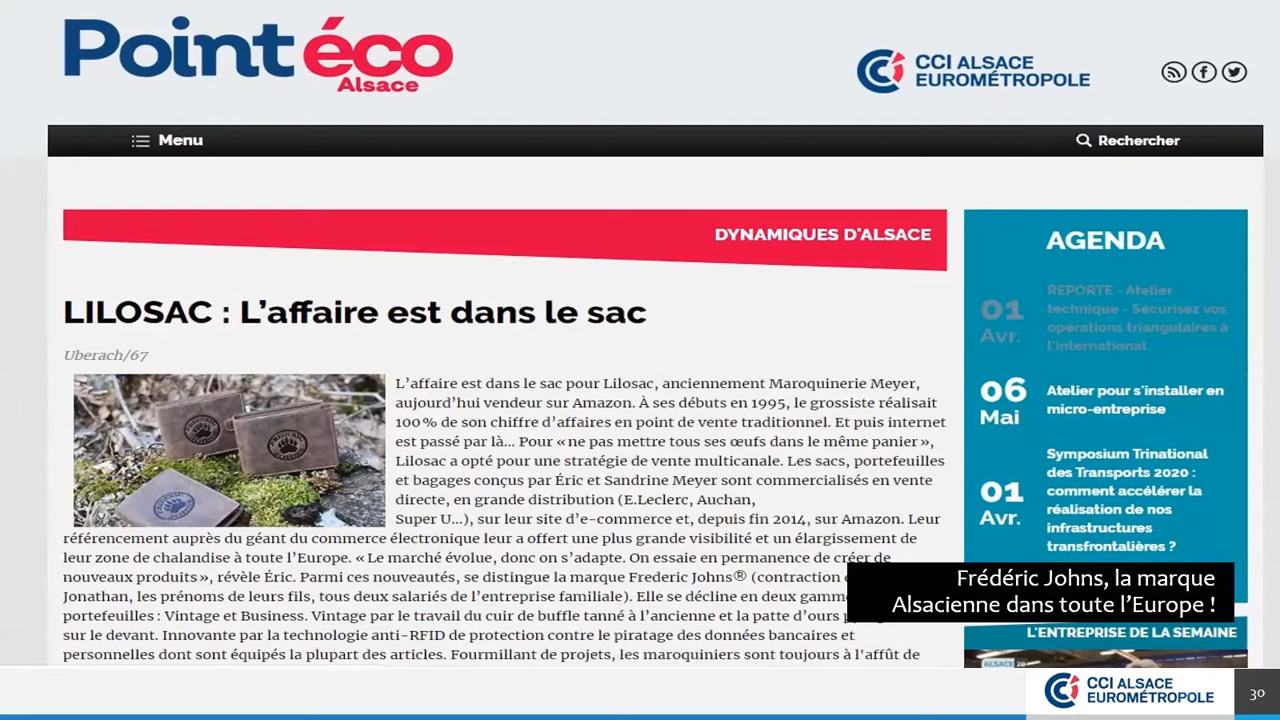 Point éco
Alsace
CCI ALSACE
EUROMÉTROPOLE
Menu
Rechercher
DYNAMIQUES D'ALSACE
LILOSAC : L’affaire est dans le sac
Uberach/67
L’affaire est dans le sac pour Lilosac, anciennement Maroquinerie Meyer,
aujourd’hui vendeur sur Amazon. À ses débuts en 1995, le grossiste réalisait
100 % de son chiffre d’affaires en point de vente traditionnel. Et puis internet
est passé par là... Pour « ne pas mettre tous ses œufs dans le même panier »,
Lilosac a opté pour une stratégie de vente multicanale. Les sacs, portefeuilles
et bagages conçus par Éric et Sandrine Meyer sont commercialisés en vente
directe, en grande distribution (E.Leclerc, Auchan,
Super U...), sur leur site d’e-commerce et, depuis fin 2014, sur Amazon. Leur
référencement auprès du géant du commerce électronique leur a offert une plus grande visibilité et un élargissement de
leur zone de chalandise à toute l’Europe. « Le marché évolue, donc on s’adapte. On essaie en permanence de créer de
nouveaux produits », révèle Éric. Parmi ces nouveautés, se distingue la marque Frederic Johns® (contraction
Jonathan, les prénoms de leurs fils, tous deux salariés de l’entreprise familiale). Elle se décline en deux gamm
portefeuilles : Vintage et Business. Vintage par le travail du cuir de buffle tanné à l’ancienne et la patte d’ours
sur le devant. Innovante par la technologie anti-RFID de protection contre le piratage des données bancaires et
personnelles dont sont équipés la plupart des articles. Fourmillant de projets, les maroquiniers sont toujours à l'affût de
AGENDA
01
Avr.
REPORTE - Atelier
technique - Sécurisez vos
operations triangulaires à
l'international
06
Mai
Atelier pour s'installer en
micro-entreprise
01
Avr.
Symposium Trinational
des Transports 2020 :
comment accélérer la
réalisation de nos
infrastructures
transfrontalières ?
Frédéric Johns, la marque
Alsacienne dans toute l’Europe !
L'ENTREPRISE DE LA SEMAINE
ALSACE 20
CCI ALSACE
EUROMÉTROPOLE
30